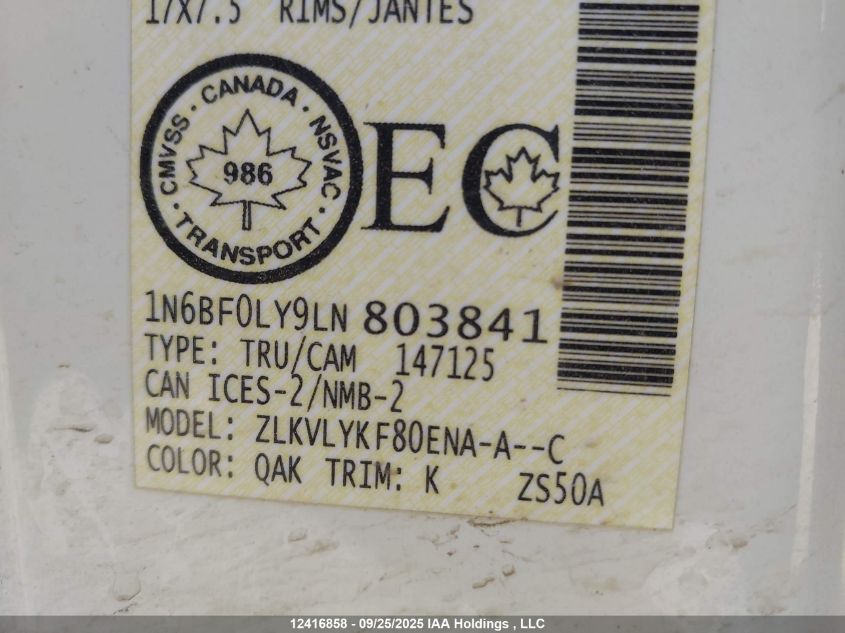 17X7.5 RIMS/JANTES
CMVSS · CANADA · NSVAC · TRANSPORT ·
986
EC
1N6BF0LY9LN 803841
TYPE: TRU/CAM 147125
CAN ICES-2/NMB-2
MODEL: ZLKVLYKF80ENA-A--C
COLOR: QAK TRIM: K ZS50A
12416858 - 09/25/2025 IAA Holdings , LLC